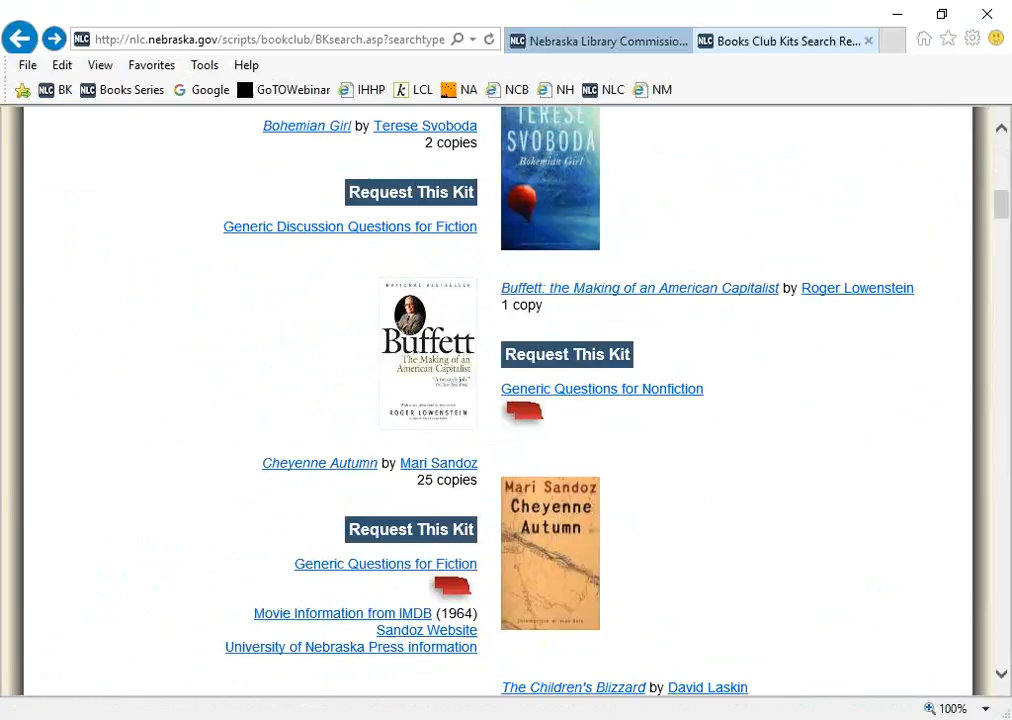 http://nlc.nebraska.gov/scripts/bookclub/BKsearch.asp?searchtype
NLC Nebraska Library Commissio...
NLC Books Club Kits Search Re...
File Edit View Favorites Tools Help
NLC BK NLC Books Series G Google GoTOWebinar IHHP k LCL NA NCB NH NLC NLC NM
Bohemian Girl by Terese Svoboda
2 copies
Request This Kit
Generic Discussion Questions for Fiction
TERESE
SVOBODA
Bohemian Girl
NATIONAL BESTSELLER
Buffett
The Making of an
American Capitalist
ROGER LOWENSTEIN
Buffett: the Making of an American Capitalist by Roger Lowenstein
1 copy
Request This Kit
Generic Questions for Nonfiction
Cheyenne Autumn by Mari Sandoz
25 copies
Request This Kit
Generic Questions for Fiction
Movie Information from IMDB (1964)
Sandoz Website
University of Nebraska Press information
Mari Sandoz
Cheyenne
Autumn
The Children's Blizzard by David Laskin
100%